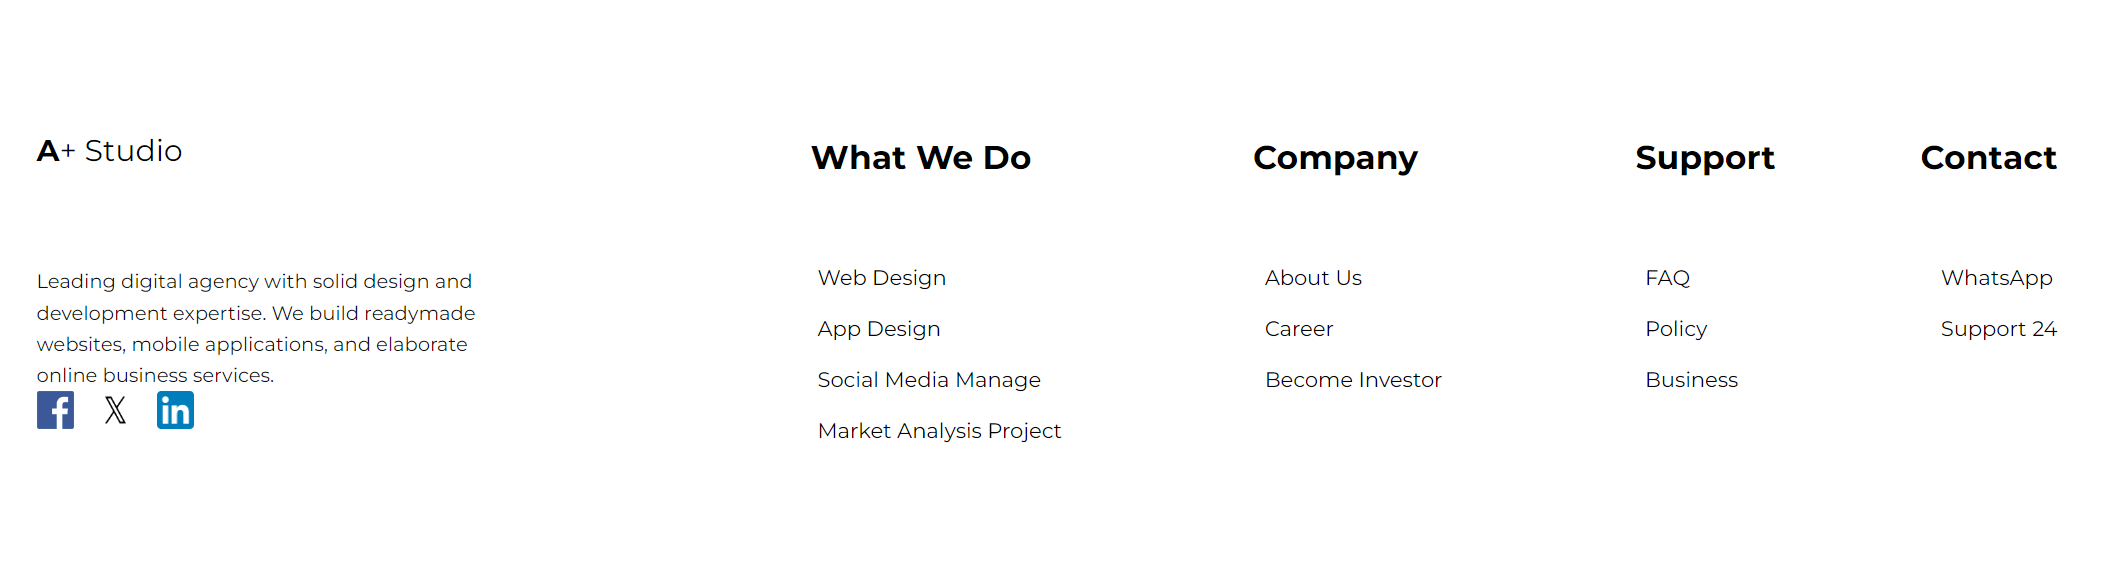 A+ Studio
Leading digital agency with solid design and
development expertise. We build readymade
websites, mobile applications, and elaborate
online business services.
What We Do
Web Design
App Design
Social Media Manage
Market Analysis Project
Company
About Us
Career
Become Investor
Support
FAQ
Policy
Business
Contact
WhatsApp
Support 24